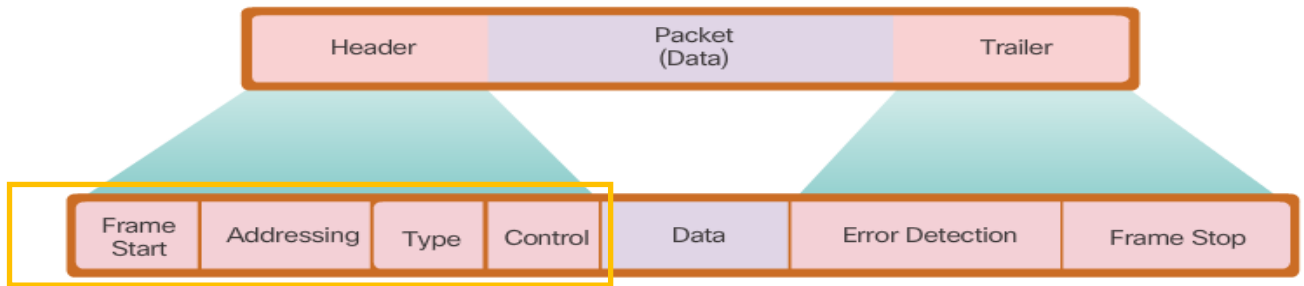 Header
Packet
(Data)
Trailer
Frame
Start
Addressing
Type
Control
Data
Error Detection
Frame Stop